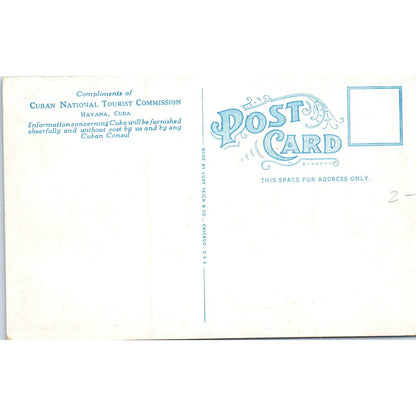 Compliments of
CUBAN NATIONAL TOURIST COMMISSION
HAVANA, CUBA
Information concerning Cuba will be furnished
cheerfully and without cost by us and by any
Cuban Consul
MADE BY CURT TEICH & CO., CHICAGO, U.S.A.
POST
CARD
THIS SPACE FOR ADDRESS ONLY.
2-